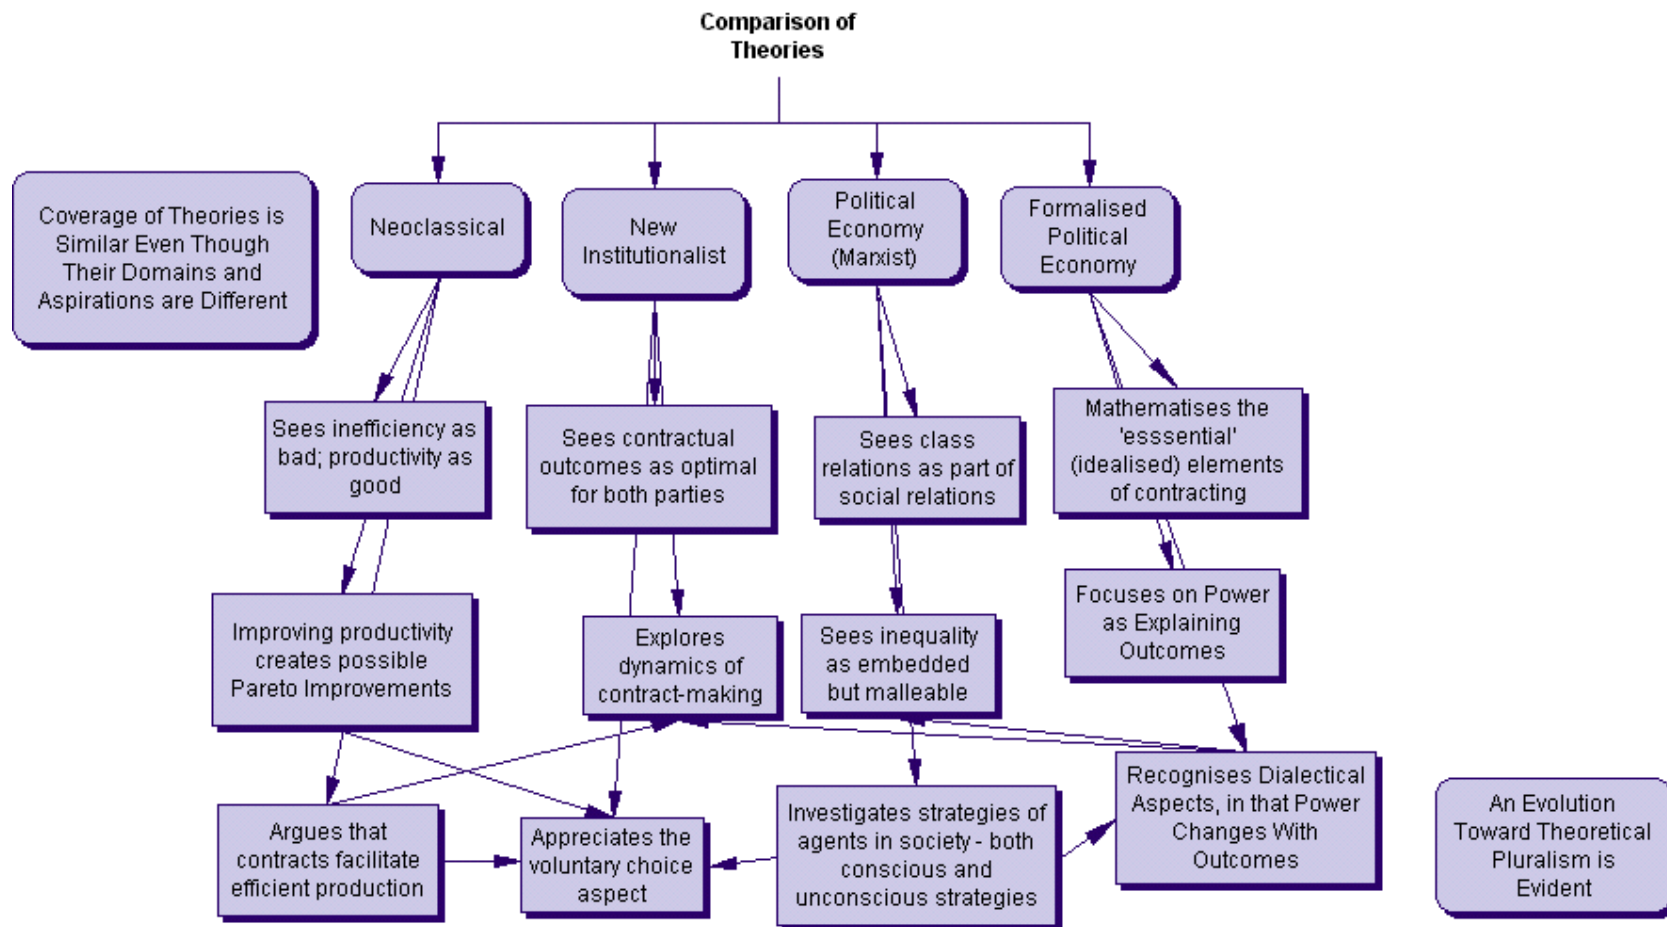 Comparison of
Theories
Coverage of Theories is
Similar Even Though
Their Domains and
Aspirations are Different
Neoclassical
New
Institutionalist
Political
Economy
(Marxist)
Formalised
Political
Economy
Sees inefficiency as
bad; productivity as
good
Sees contractual
outcomes as optimal
for both parties
Sees class
relations as part of
social relations
Mathematises the
'esssential'
(idealised) elements
of contracting
Improving productivity
creates possible
Pareto Improvements
Explores
dynamics of
contract-making
Sees inequality
as embedded
but malleable
Focuses on Power
as Explaining
Outcomes
Argues that
contracts facilitate
efficient production
Appreciates the
voluntary choice
aspect
Investigates strategies of
agents in society - both
conscious and
unconscious strategies
Recognises Dialectical
Aspects, in that Power
Changes With
Outcomes
An Evolution
Toward Theoretical
Pluralism is
Evident